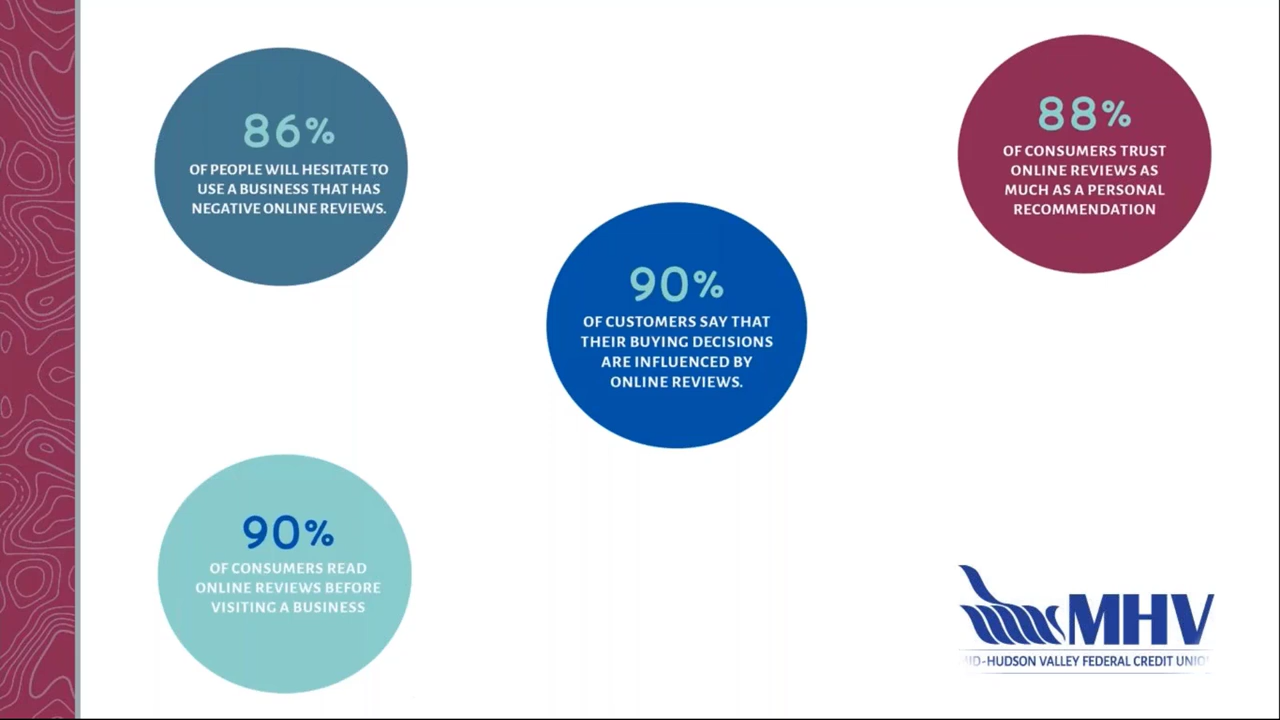 86%
OF PEOPLE WILL HESITATE TO
USE A BUSINESS THAT HAS
NEGATIVE ONLINE REVIEWS.
88%
OF CONSUMERS TRUST
ONLINE REVIEWS AS
MUCH AS A PERSONAL
RECOMMENDATION
90%
OF CUSTOMERS SAY THAT
THEIR BUYING DECISIONS
ARE INFLUENCED BY
ONLINE REVIEWS.
90%
OF CONSUMERS READ
ONLINE REVIEWS BEFORE
VISITING A BUSINESS
MHV
ID-HUDSON VALLEY FEDERAL CREDIT UNIO